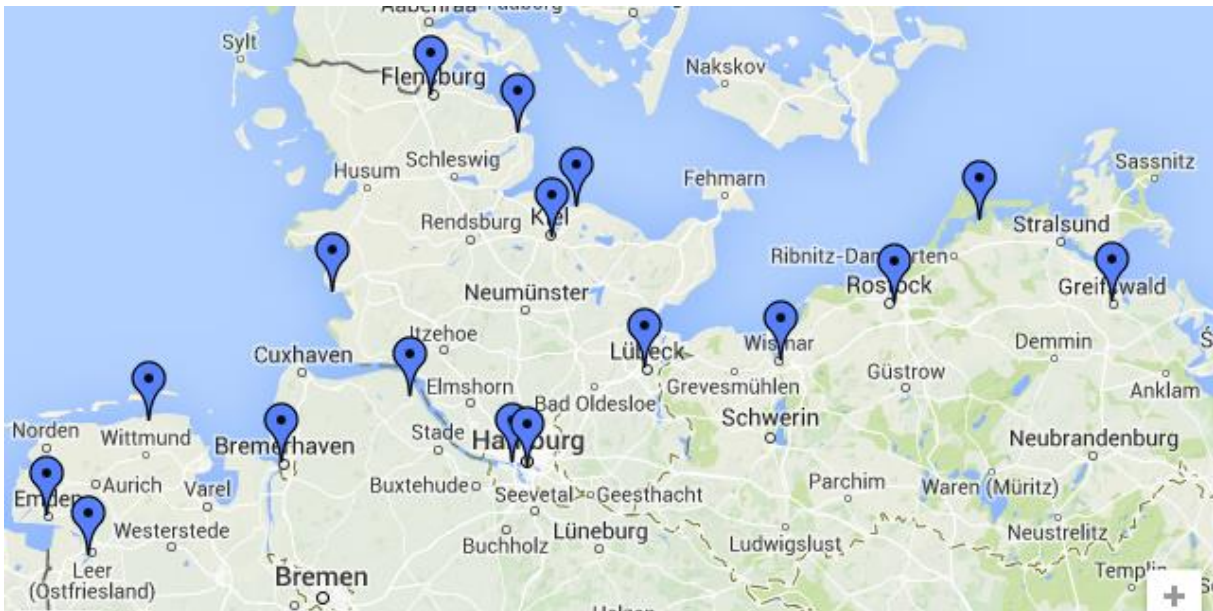 Aabenraa
Sylt
Flensburg
Nakskov
Schleswig
Husum
Sassnitz
Fehmarn
Rendsburg
Kiel
Stralsund
Ribnitz-Damgarten
Rostock
Greifswald
Neumünster
Itzehoe
Cuxhaven
Lübeck
Wismar
Demmin
Elmshorn
Grevesmühlen
Güstrow
Anklam
Bad Oldesloe
Schwerin
Norden
Wittmund
Bremerhaven
Stade
Hamburg
Neubrandenburg
Emden
Aurich
Varel
Buxtehude
Seevetal
Geesthacht
Parchim
Waren (Müritz)
Westerstede
Buchholz
Lüneburg
Ludwigslust
Neustrelitz
Leer
(Ostfriesland)
Bremen
Templin